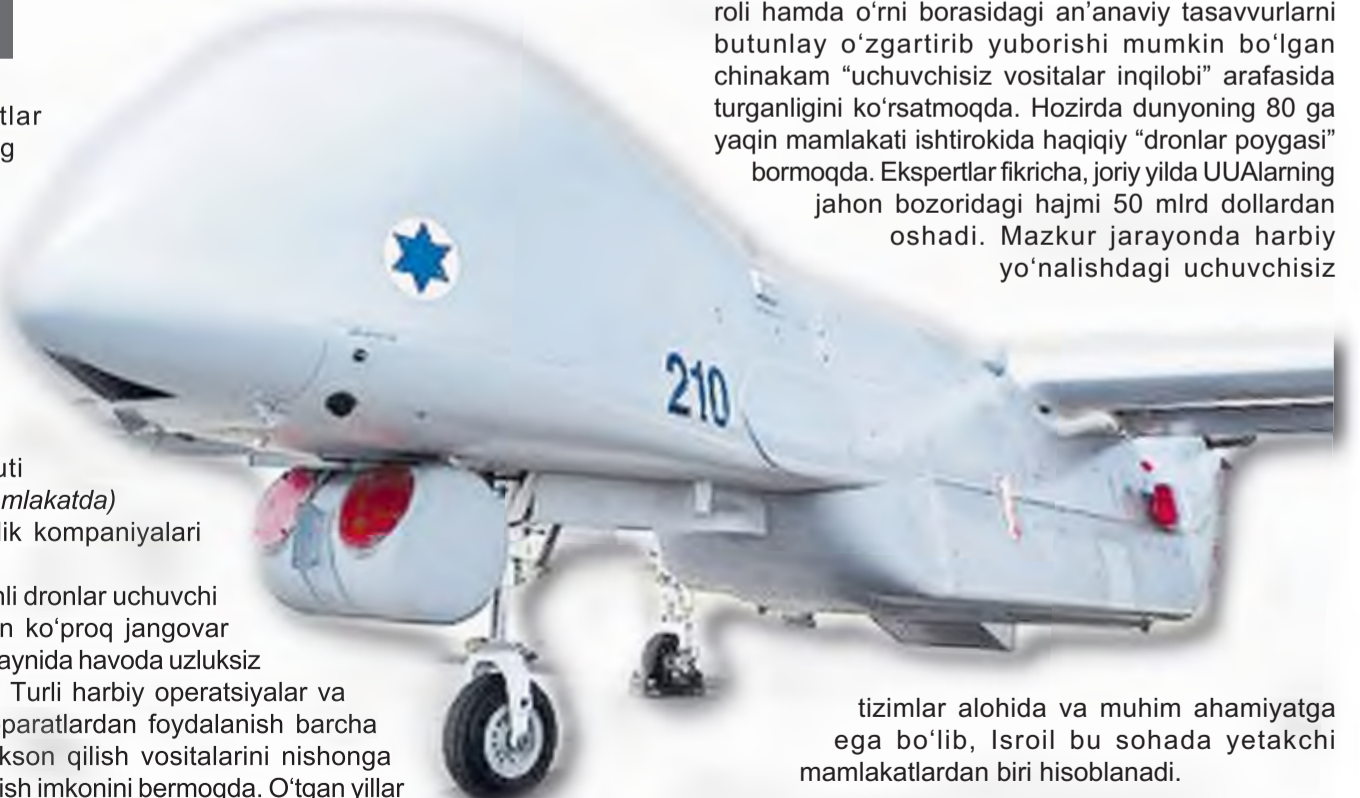 tlar
g
uti
mlakatda)
lik kompaniyalari
li dronlar uchuvchi
n ko‘proq jangovar
aynida havoda uzluksiz
Turli harbiy operatsiyalar va
paratlardan foydalanish barcha
kson qilish vositalarini nishonga
ish imkonini bermoqda. O‘tgan yillar
roli hamda o‘rni borasidagi an’anaviy tasavvurlarni
butunlay o‘zgartirib yuborishi mumkin bo‘lgan
chinakam “uchuvchisiz vositalar inqilobi” arafasida
turganligini ko‘rsatmoqda. Hozirda dunyoning 80 ga
yaqin mamlakati ishtirokida haqiqiy “dronlar poygasi”
bormoqda. Ekspertlar fikricha, joriy yilda UUAlarning
jahon bozoridagi hajmi 50 mlrd dollardan
oshadi. Mazkur jarayonda harbiy
yo‘nalishdagi uchuvchisiz
210
tizimlar alohida va muhim ahamiyatga
ega bo‘lib, Isroil bu sohada yetakchi
mamlakatlardan biri hisoblanadi.